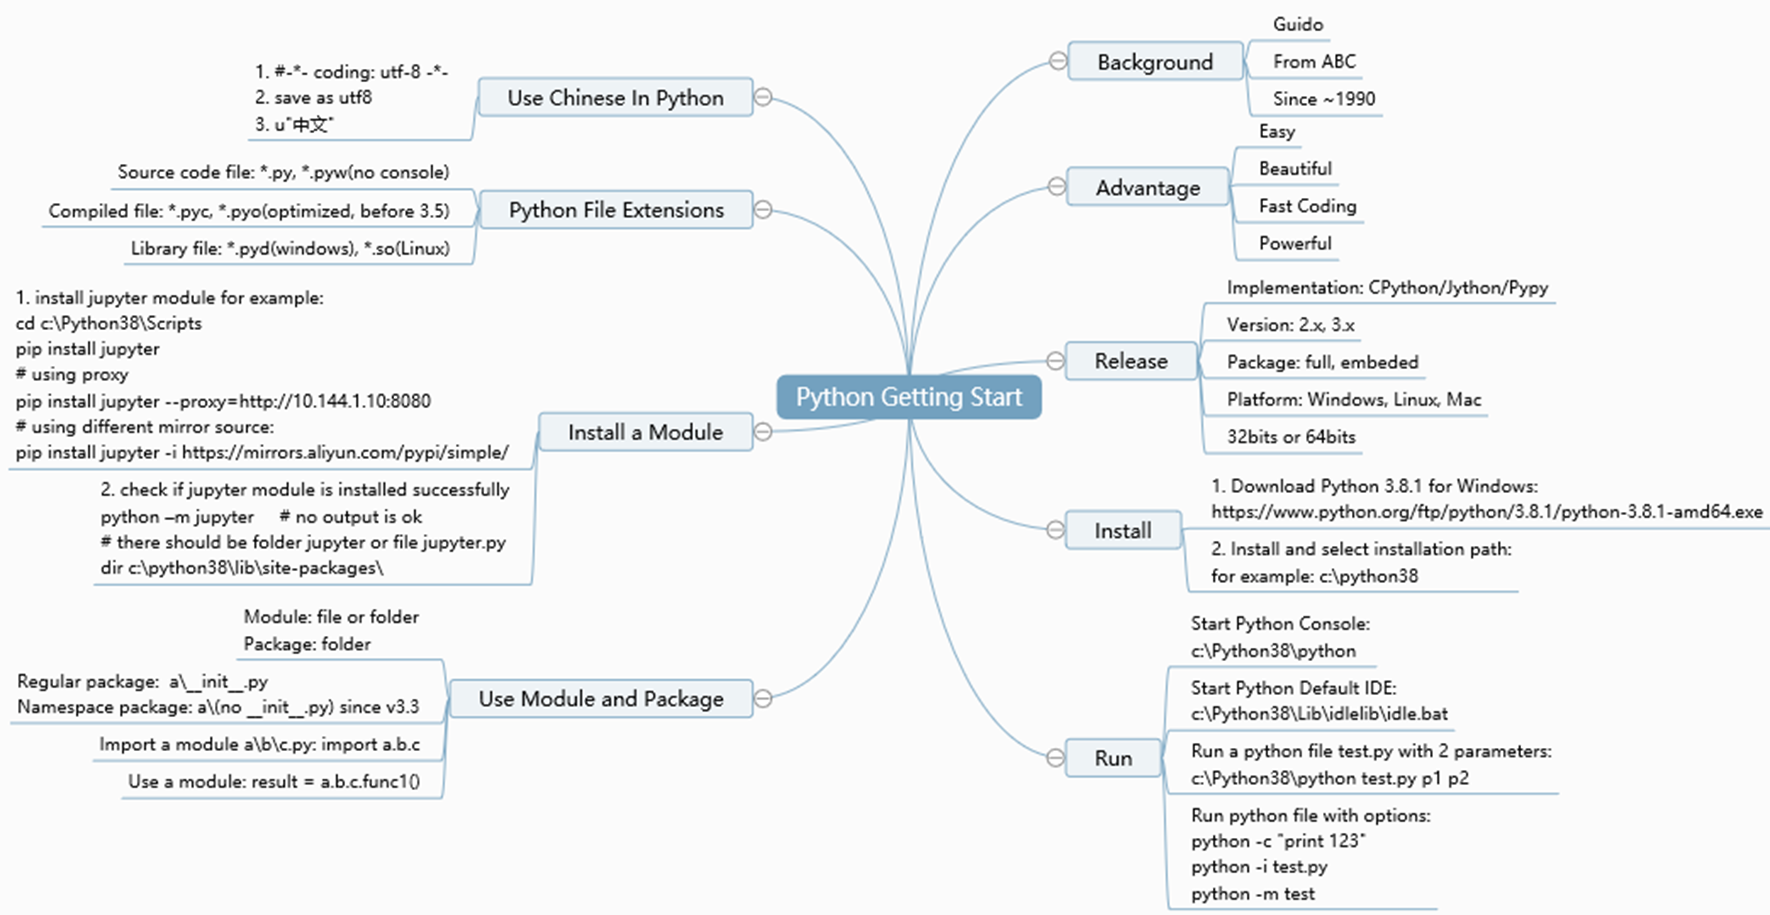 Python Getting Start
Background
Guido
From ABC
Since ~1990
Advantage
Easy
Beautiful
Fast Coding
Powerful
Release
Implementation: CPython/Jython/Pypy
Version: 2.x, 3.x
Package: full, embeded
Platform: Windows, Linux, Mac
32bits or 64bits
Install
1. Download Python 3.8.1 for Windows:
https://www.python.org/ftp/python/3.8.1/python-3.8.1-amd64.exe
2. Install and select installation path:
for example: c:\python38
Run
Start Python Console:
c:\Python38\python
Start Python Default IDE:
c:\Python38\Lib\idlelib\idle.bat
Run a python file test.py with 2 parameters:
c:\Python38\python test.py p1 p2
Run python file with options:
python -c "print 123"
python -i test.py
python -m test
Use Chinese In Python
1. #-*- coding: utf-8 -*-
2. save as utf8
3. u"中文"
Python File Extensions
Source code file: *.py, *.pyw(no console)
Compiled file: *.pyc, *.pyo(optimized, before 3.5)
Library file: *.pyd(windows), *.so(Linux)
Install a Module
1. install jupyter module for example:
cd c:\Python38\Scripts
pip install jupyter
# using proxy
pip install jupyter --proxy=http://10.144.1.10:8080
# using different mirror source:
pip install jupyter -i https://mirrors.aliyun.com/pypi/simple/
2. check if jupyter module is installed successfully
python –m jupyter # no output is ok
# there should be folder jupyter or file jupyter.py
dir c:\python38\lib\site-packages\
Use Module and Package
Module: file or folder
Package: folder
Regular package: a\__init__.py
Namespace package: a\(no __init__.py) since v3.3
Import a module a\b\c.py: import a.b.c
Use a module: result = a.b.c.func1()